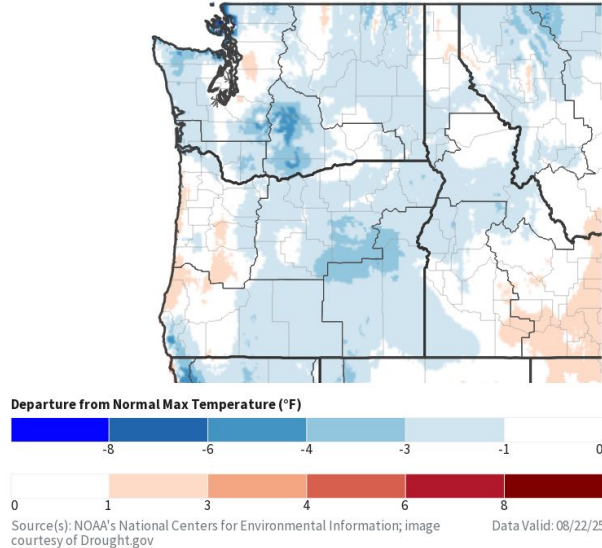 Departure from Normal Max Temperature (°F)
-8 -6 -4 -3 -1 0
0 1 3 4 6 8
Source(s): NOAA's National Centers for Environmental Information; image Data Valid: 08/22/25
courtesy of Drought.gov